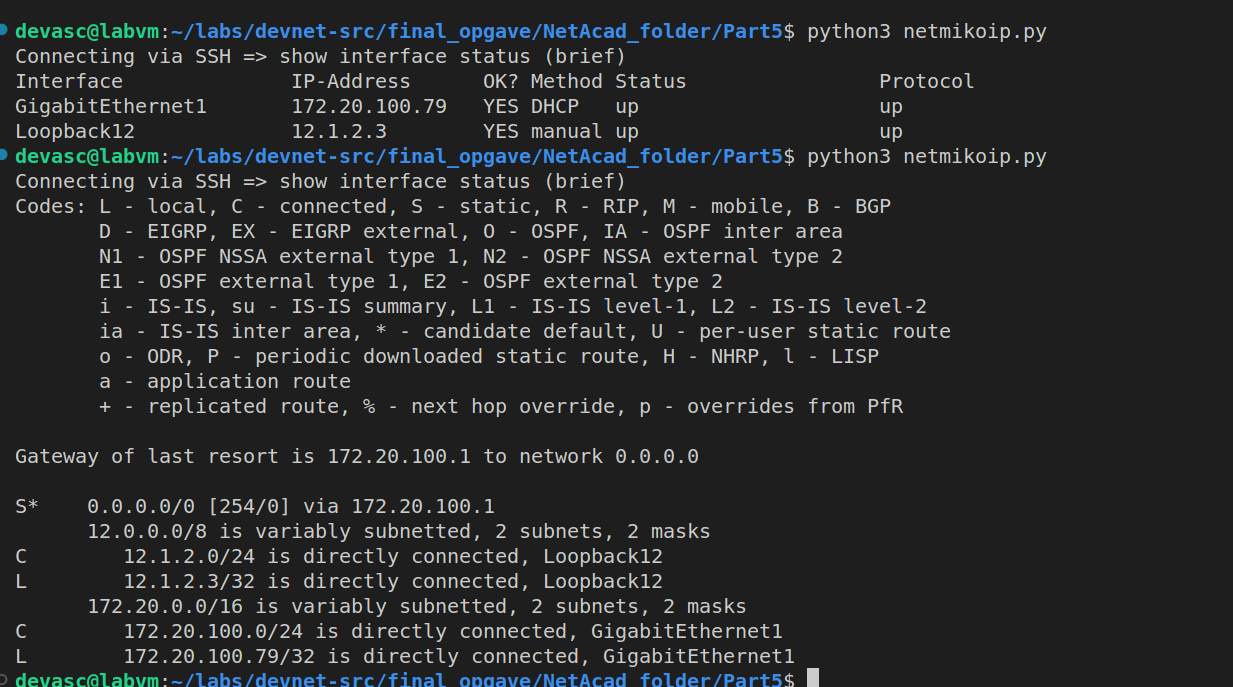 devasc@labvm:~/labs/devnet-src/final_opgave/NetAcad_folder/Part5$ python3 netmikoip.py
Connecting via SSH => show interface status (brief)
Interface              IP-Address      OK? Method Status                Protocol
GigabitEthernet1       172.20.100.79   YES DHCP   up                    up
Loopback12             12.1.2.3        YES manual up                    up
devasc@labvm:~/labs/devnet-src/final_opgave/NetAcad_folder/Part5$ python3 netmikoip.py
Connecting via SSH => show interface status (brief)
Codes: L - local, C - connected, S - static, R - RIP, M - mobile, B - BGP
       D - EIGRP, EX - EIGRP external, O - OSPF, IA - OSPF inter area
       N1 - OSPF NSSA external type 1, N2 - OSPF NSSA external type 2
       E1 - OSPF external type 1, E2 - OSPF external type 2
       i - IS-IS, su - IS-IS summary, L1 - IS-IS level-1, L2 - IS-IS level-2
       ia - IS-IS inter area, * - candidate default, U - per-user static route
       o - ODR, P - periodic downloaded static route, H - NHRP, l - LISP
       a - application route
       + - replicated route, % - next hop override, p - overrides from PfR
Gateway of last resort is 172.20.100.1 to network 0.0.0.0
S*    0.0.0.0/0 [254/0] via 172.20.100.1
      12.0.0.0/8 is variably subnetted, 2 subnets, 2 masks
C        12.1.2.0/24 is directly connected, Loopback12
L        12.1.2.3/32 is directly connected, Loopback12
      172.20.0.0/16 is variably subnetted, 2 subnets, 2 masks
C        172.20.100.0/24 is directly connected, GigabitEthernet1
L        172.20.100.79/32 is directly connected, GigabitEthernet1
devasc@labvm:~/labs/devnet-src/final_opgave/NetAcad_folder/Part5$